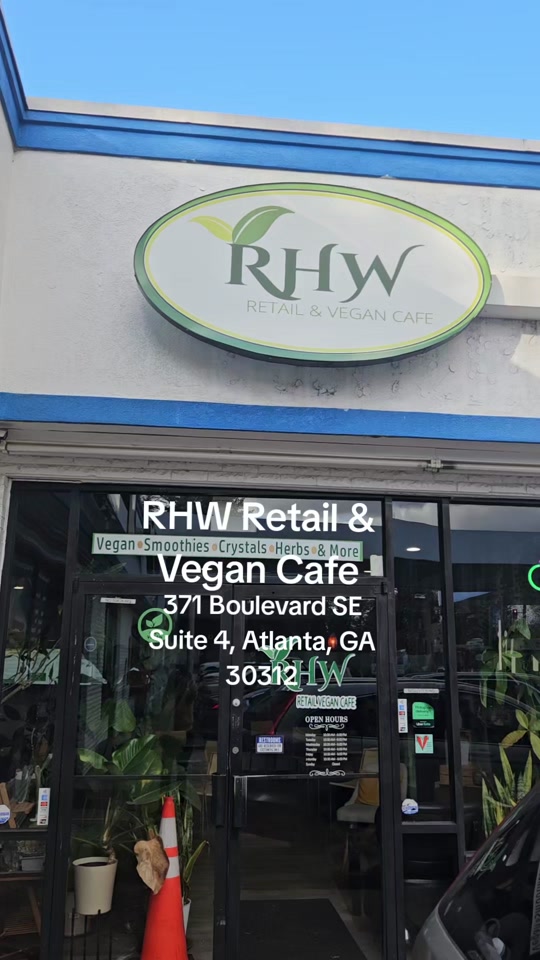 RHW
RETAIL & VEGAN CAFE
RHW Retail &
Vegan•Smoothies•Crystals•Herbs•& More
Vegan Cafe
371 Boulevard SE
Suite 4, Atlanta, GA
30312
RHW
RETAIL VEGAN CAFE
OPEN HOURS
RESTROOMS